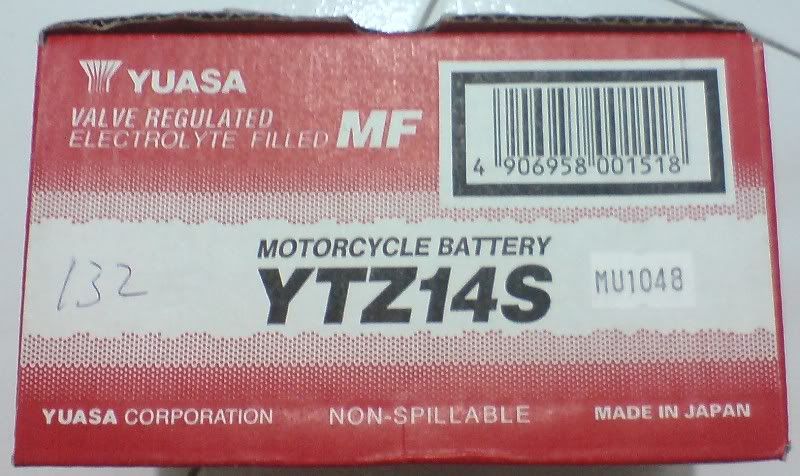 YUASA
VALVE REGULATED
ELECTROLYTE FILLED MF
4 906958 001518
MOTORCYCLE BATTERY
YTZ14S
MU1048
132
YUASA CORPORATION NON-SPILLABLE MADE IN JAPAN